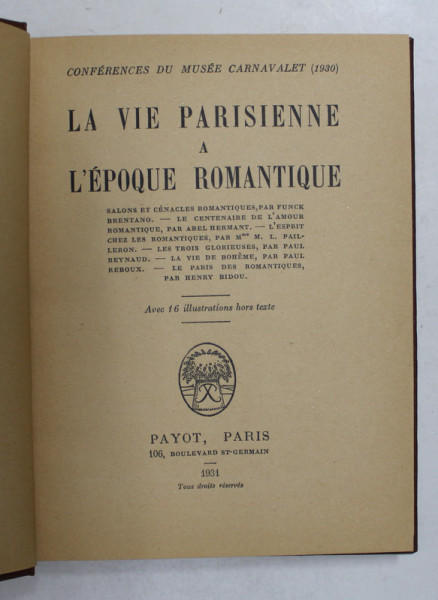 CONFÉRENCES DU MUSÉE CARNAVALET (1930)
LA VIE PARISIENNE
A
L'ÉPOQUE ROMANTIQUE
SALONS ET CÉNACLES ROMANTIQUES, PAR FUNCK
BRENTANO. — LE CENTENAIRE DE L'AMOUR
ROMANTIQUE, PAR ABEL HERMANT. — L'ESPRIT
CHEZ LES ROMANTIQUES, PAR Mme M. L. PAIL-
LERON. — LES TROIS GLORIEUSES, PAR PAUL
REYNAUD. — LA VIE DE BOHÊME, PAR PAUL
REBOUX. — LE PARIS DES ROMANTIQUES,
PAR HENRY BIDOU.
Avec 16 illustrations hors texte
PAYOT, PARIS
106, BOULEVARD ST-GERMAIN
1931
Tous droits réservés